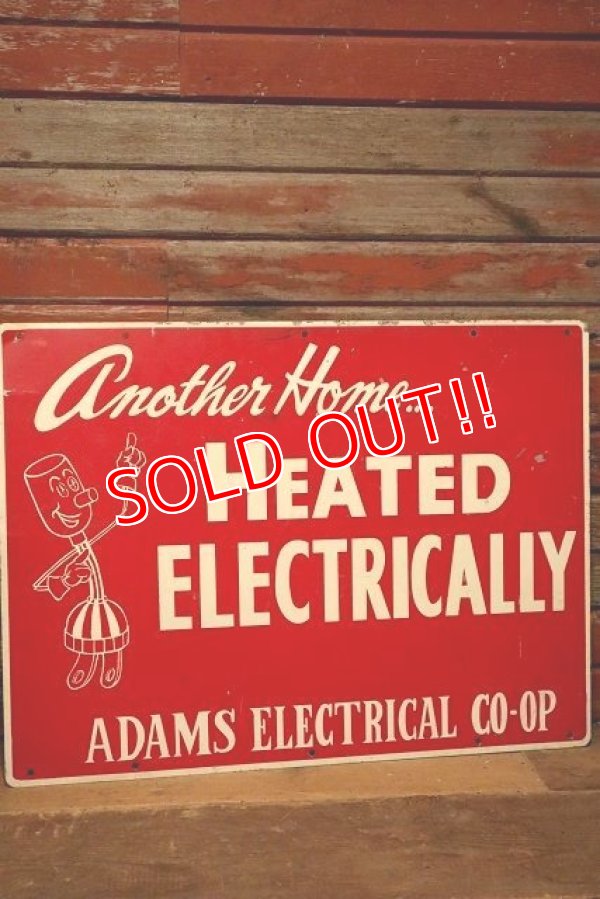 Another Home...
SOLD OUT!!
HEATED
ELECTRICALLY
ADAMS ELECTRICAL CO-OP